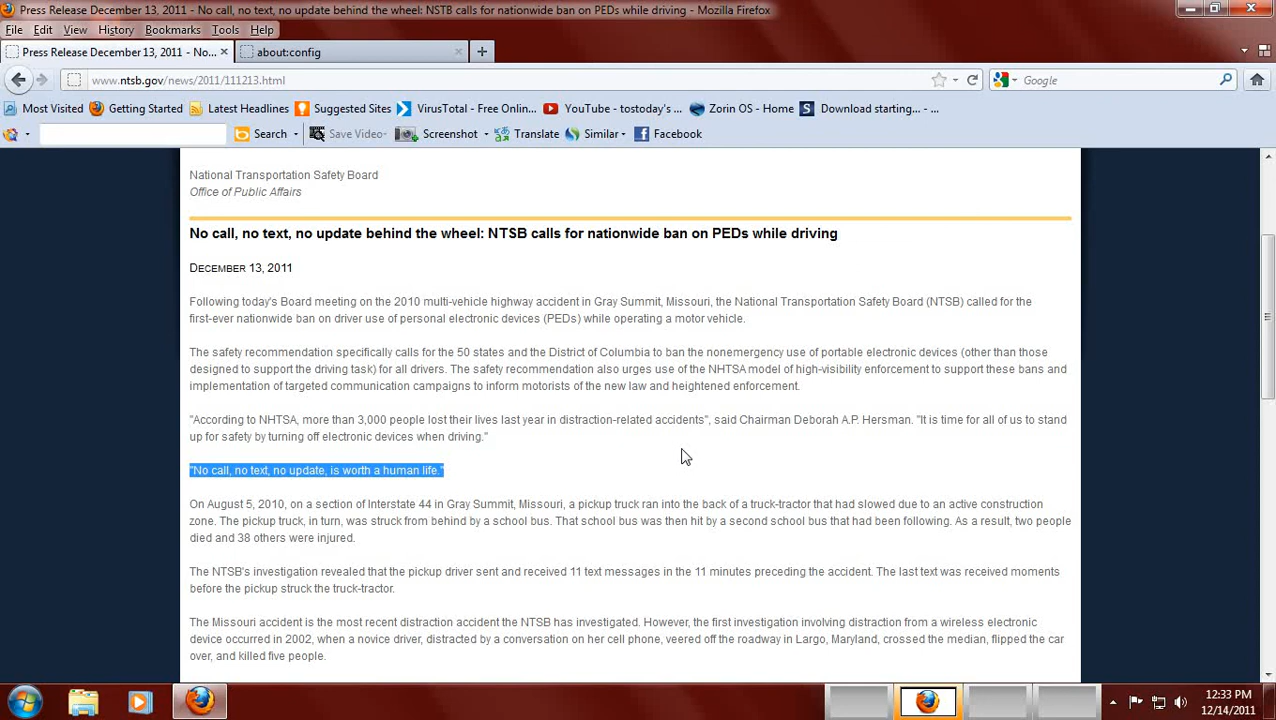 Press Release December 13, 2011 - No call, no text, no update behind the wheel: NSTB calls for nationwide ban on PEDs while driving - Mozilla Firefox
File Edit View History Bookmarks Tools Help
Press Release December 13, 2011 - No... × about:config × +
www.ntsb.gov/news/2011/111213.html Google
Most Visited Getting Started Latest Headlines Suggested Sites VirusTotal - Free Onlin... YouTube - tostoday's ... Zorin OS - Home Download starting...
Search Save Video Screenshot Translate Similar Facebook
National Transportation Safety Board
Office of Public Affairs
No call, no text, no update behind the wheel: NTSB calls for nationwide ban on PEDs while driving
DECEMBER 13, 2011
Following today's Board meeting on the 2010 multi-vehicle highway accident in Gray Summit, Missouri, the National Transportation Safety Board (NTSB) called for the
first-ever nationwide ban on driver use of personal electronic devices (PEDs) while operating a motor vehicle.
The safety recommendation specifically calls for the 50 states and the District of Columbia to ban the nonemergency use of portable electronic devices (other than those
designed to support the driving task) for all drivers. The safety recommendation also urges use of the NHTSA model of high-visibility enforcement to support these bans and
implementation of targeted communication campaigns to inform motorists of the new law and heightened enforcement.
"According to NHTSA, more than 3,000 people lost their lives last year in distraction-related accidents", said Chairman Deborah A.P. Hersman. "It is time for all of us to stand
up for safety by turning off electronic devices when driving."
"No call, no text, no update, is worth a human life."
On August 5, 2010, on a section of Interstate 44 in Gray Summit, Missouri, a pickup truck ran into the back of a truck-tractor that had slowed due to an active construction
zone. The pickup truck, in turn, was struck from behind by a school bus. That school bus was then hit by a second school bus that had been following. As a result, two people
died and 38 others were injured.
The NTSB's investigation revealed that the pickup driver sent and received 11 text messages in the 11 minutes preceding the accident. The last text was received moments
before the pickup struck the truck-tractor.
The Missouri accident is the most recent distraction accident the NTSB has investigated. However, the first investigation involving distraction from a wireless electronic
device occurred in 2002, when a novice driver, distracted by a conversation on her cell phone, veered off the roadway in Largo, Maryland, crossed the median, flipped the car
over, and killed five people.
12:33 PM
12/14/2011